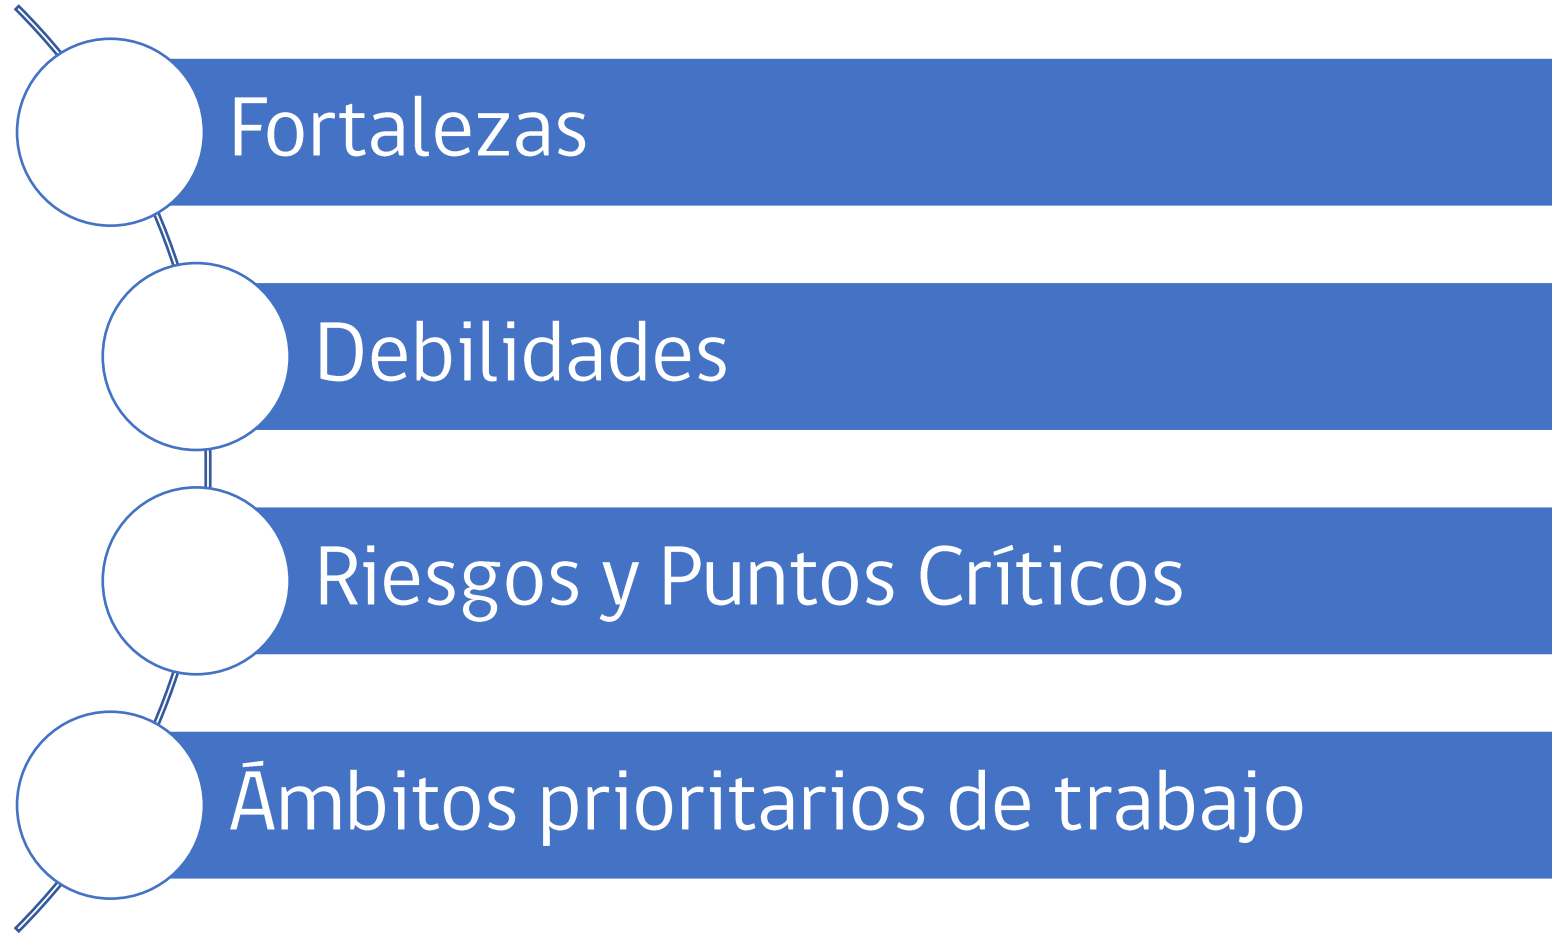 Fortalezas
Debilidades
Riesgos y Puntos Críticos
Ámbitos prioritarios de trabajo